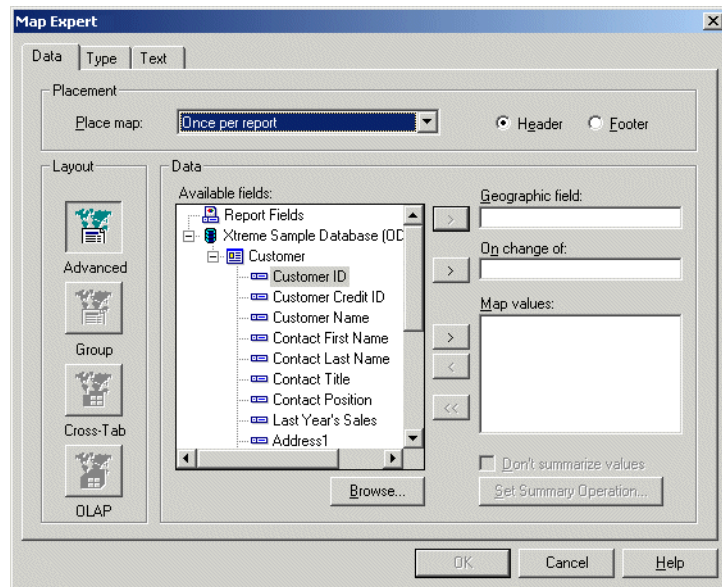 Map Expert
Data Type Text
Placement
Place map: Once per report Header Footer
Layout
Advanced
Group
Cross-Tab
OLAP
Data
Available fields:
Report Fields
Xtreme Sample Database (OD
Customer
Customer ID
Customer Credit ID
Customer Name
Contact First Name
Contact Last Name
Contact Title
Contact Position
Last Year's Sales
Address1
Browse...
>
Geographic field:
>
On change of:
>
<
<<
Map values:
Don't summarize values
Set Summary Operation...
OK Cancel Help